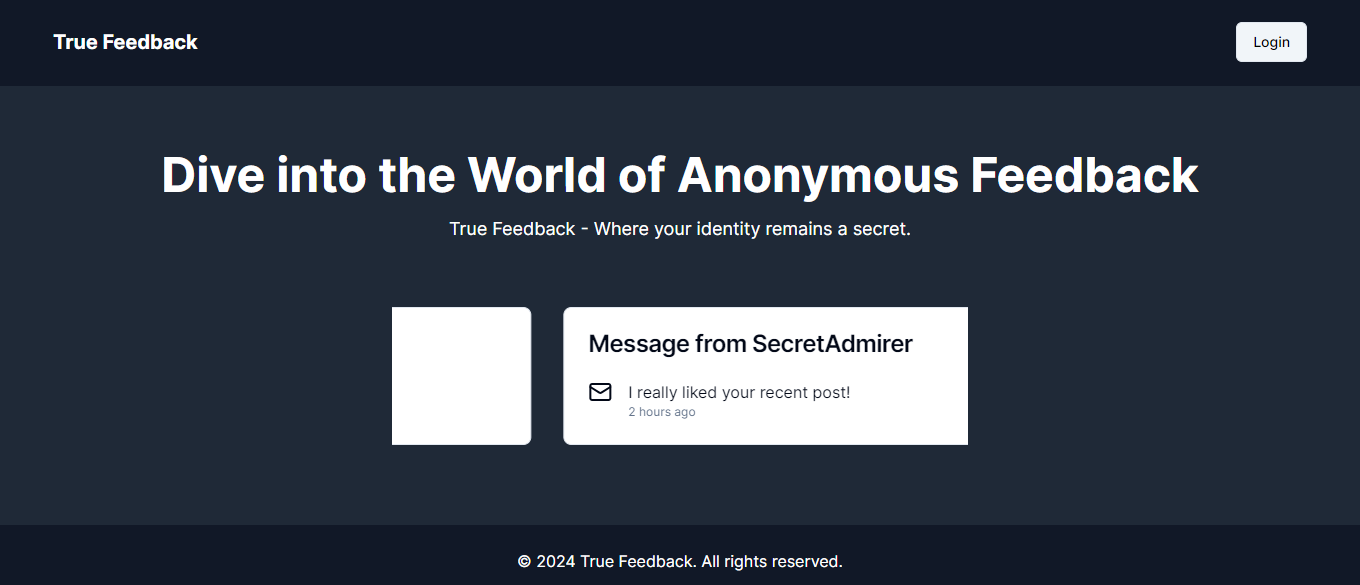 True Feedback
Login
Dive into the World of Anonymous Feedback
True Feedback - Where your identity remains a secret.
Message from SecretAdmirer
I really liked your recent post!
2 hours ago
© 2024 True Feedback. All rights reserved.